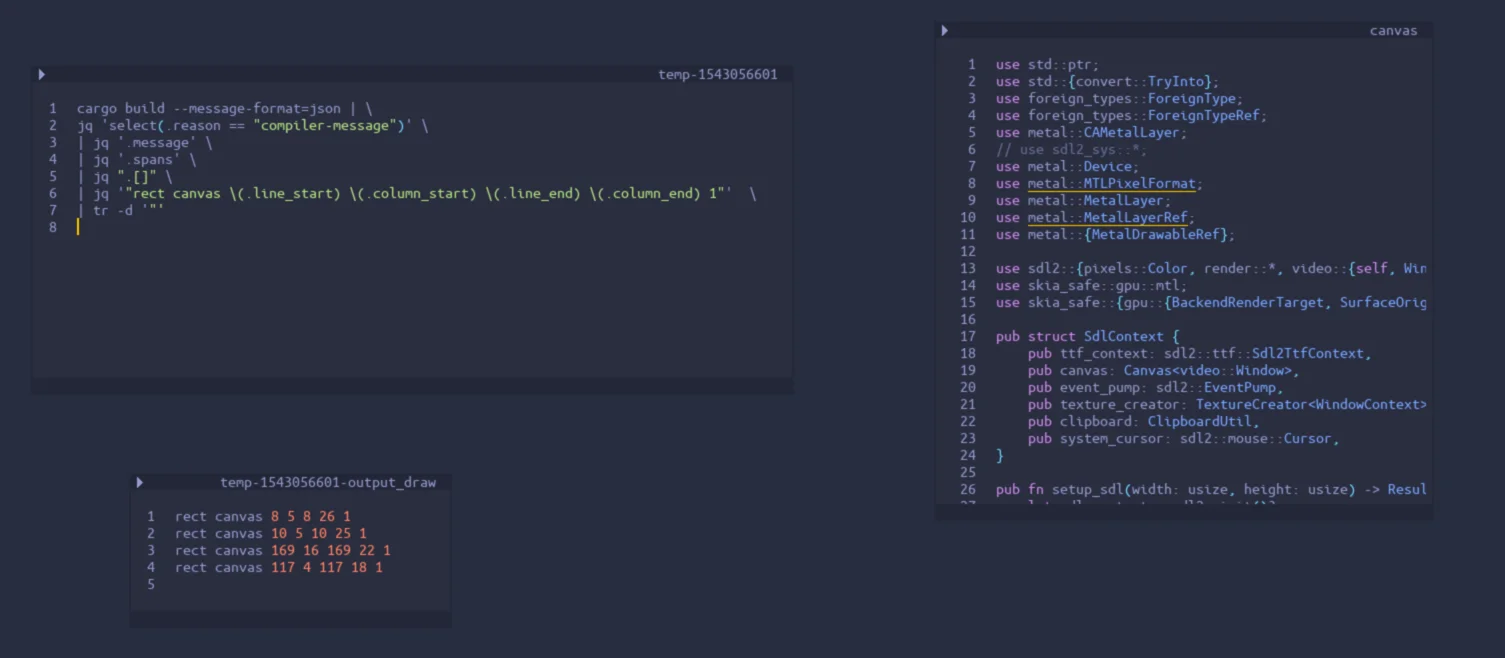 temp-1543056601
1 cargo build --message-format=json | \
2 jq 'select(.reason == "compiler-message")' \
3 | jq '.message' \
4 | jq '.spans' \
5 | jq ".[]" \
6 | jq '"rect canvas \(.line_start) \(.column_start) \(.line_end) \(.column_end) 1"' \
7 | tr -d '"'
8
temp-1543056601-output_draw
1 rect canvas 8 5 8 26 1
2 rect canvas 10 5 10 25 1
3 rect canvas 169 16 169 22 1
4 rect canvas 117 4 117 18 1
5
canvas
1 use std::ptr;
2 use std::{convert::TryInto};
3 use foreign_types::ForeignType;
4 use foreign_types::ForeignTypeRef;
5 use metal::CAMetalLayer;
6 // use sdl2_sys::*;
7 use metal::Device;
8 use metal::MTLPixelFormat;
9 use metal::MetalLayer;
10 use metal::MetalLayerRef;
11 use metal::{MetalDrawableRef};
12
13 use sdl2::{pixels::Color, render::*, video::{self, Win
14 use skia_safe::gpu::mtl;
15 use skia_safe::{gpu::{BackendRenderTarget, SurfaceOrig
16
17 pub struct SdlContext {
18     pub ttf_context: sdl2::ttf::Sdl2TtfContext,
19     pub canvas: Canvas<video::Window>,
20     pub event_pump: sdl2::EventPump,
21     pub texture_creator: TextureCreator<WindowContext>
22     pub clipboard: ClipboardUtil,
23     pub system_cursor: sdl2::mouse::Cursor,
24 }
25
26 pub fn setup_sdl(width: usize, height: usize) -> Resul